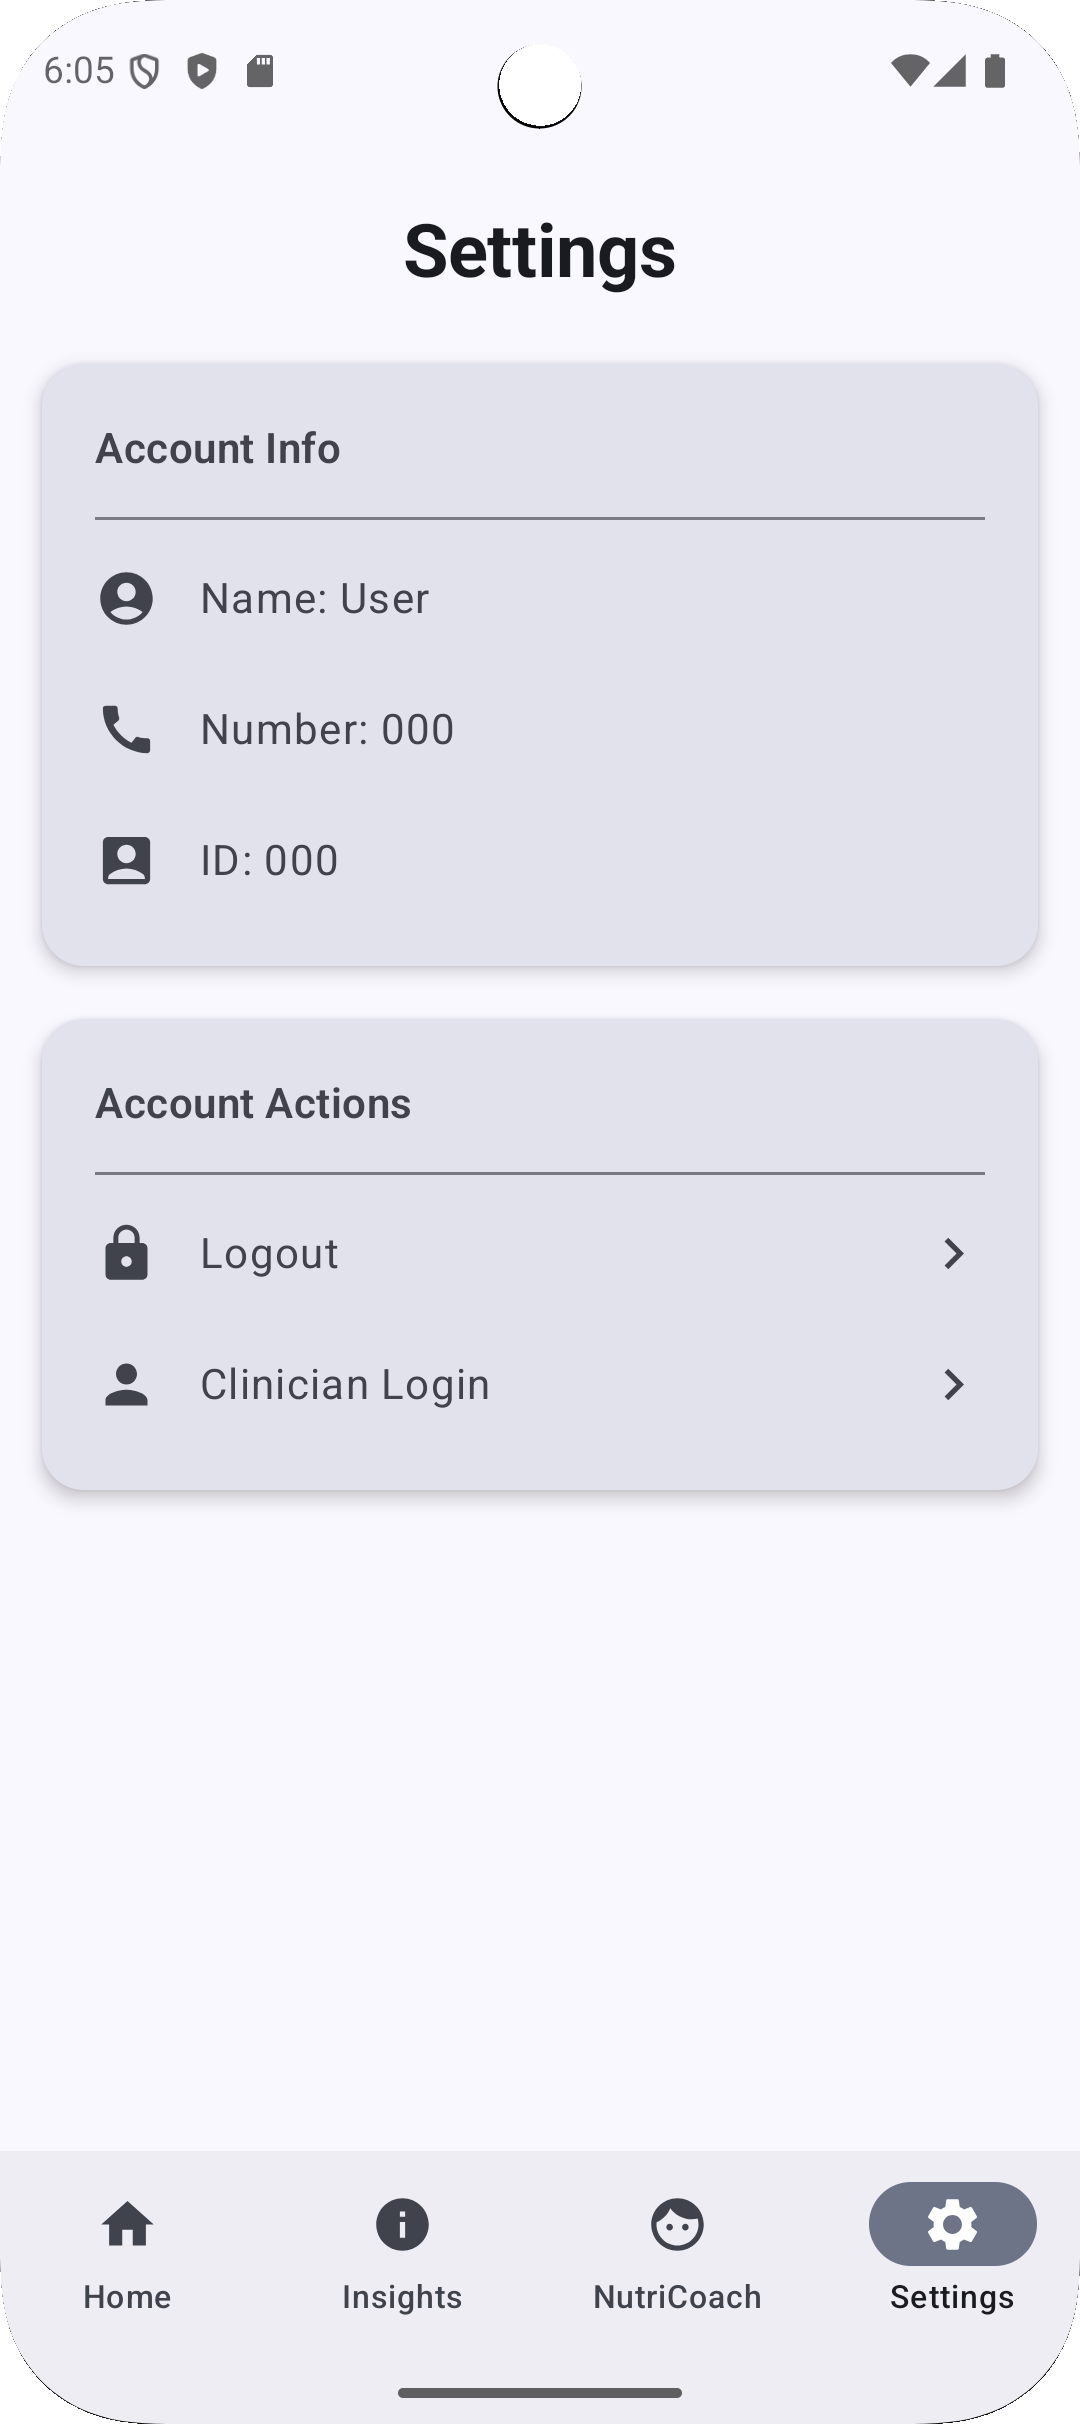 6:05
Settings
Account Info
Name: User
Number: 000
ID: 000
Account Actions
Logout
Clinician Login
Home Insights NutriCoach Settings